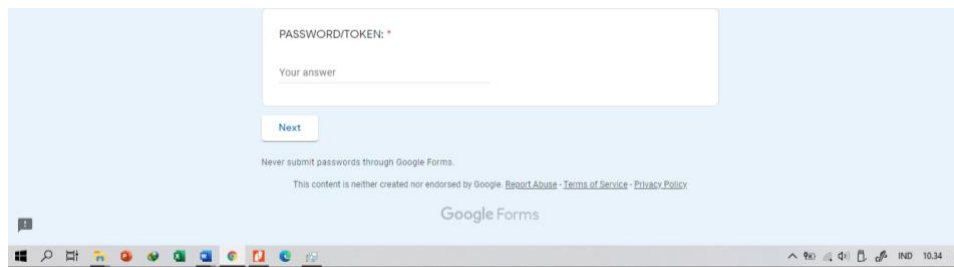 PASSWORD/TOKEN: *
Your answer
Next
Never submit passwords through Google Forms.
This content is neither created nor endorsed by Google. Report Abuse - Terms of Service - Privacy Policy
Google Forms
IND 10.34